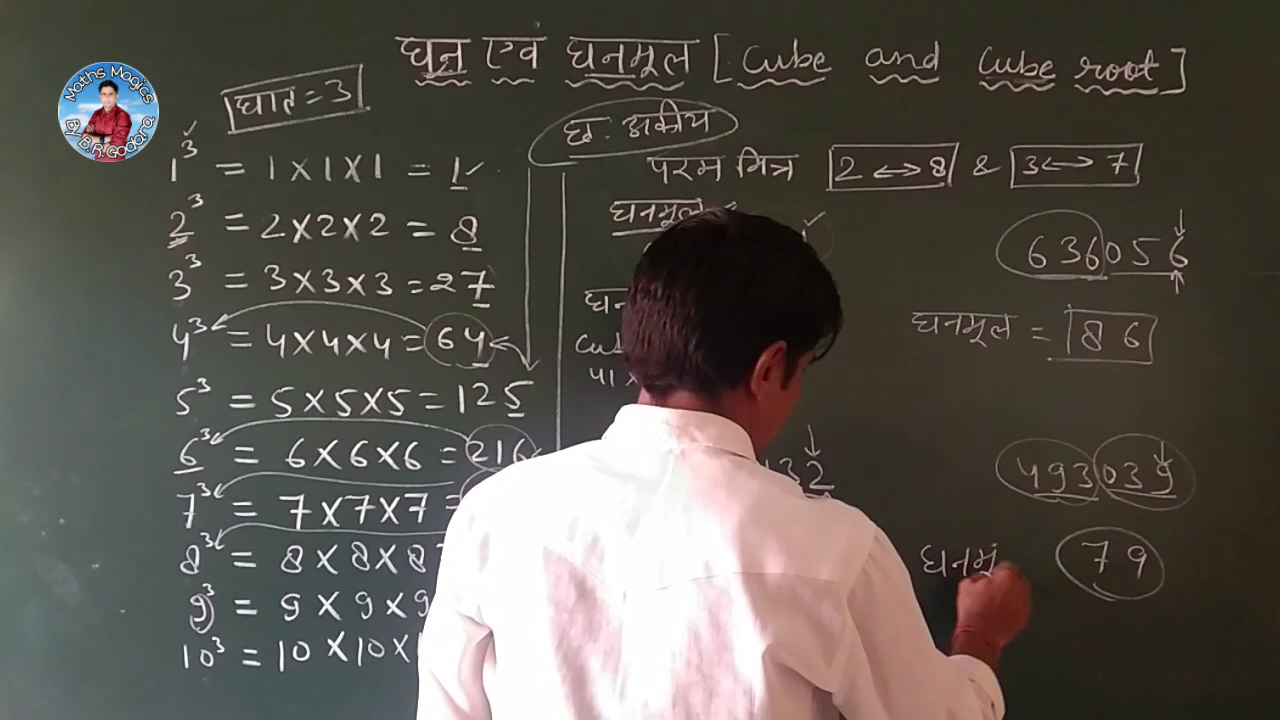 Maths Magics
By B.R. Godara
घन एवं घनमूल [Cube and Cube root]
घात = 3
छः अंकीय
परम मित्र 2 ↔ 8 & 3 ↔ 7
1³ = 1 X 1 X 1 = 1
2³ = 2 X 2 X 2 = 8
3³ = 3 X 3 X 3 = 27
4³ = 4 X 4 X 4 = 64
5³ = 5 X 5 X 5 = 125
6³ = 6 X 6 X 6 = 216
7³ = 7 X 7 X 7 =
8³ = 8 X 8 X 8
9³ = 9 X 9 X 9
10³ = 10 X 10 X
घनमूल =
32
636056
घनमूल = 86
493039
घनमू 79